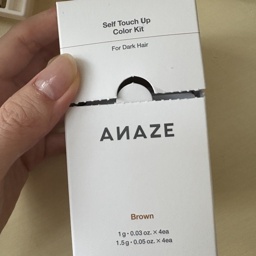 Self Touch Up
Color Kit
For Dark Hair
AИAZE
Brown
1 g · 0.03 oz. × 4ea
1.5 g · 0.05 oz. × 4ea